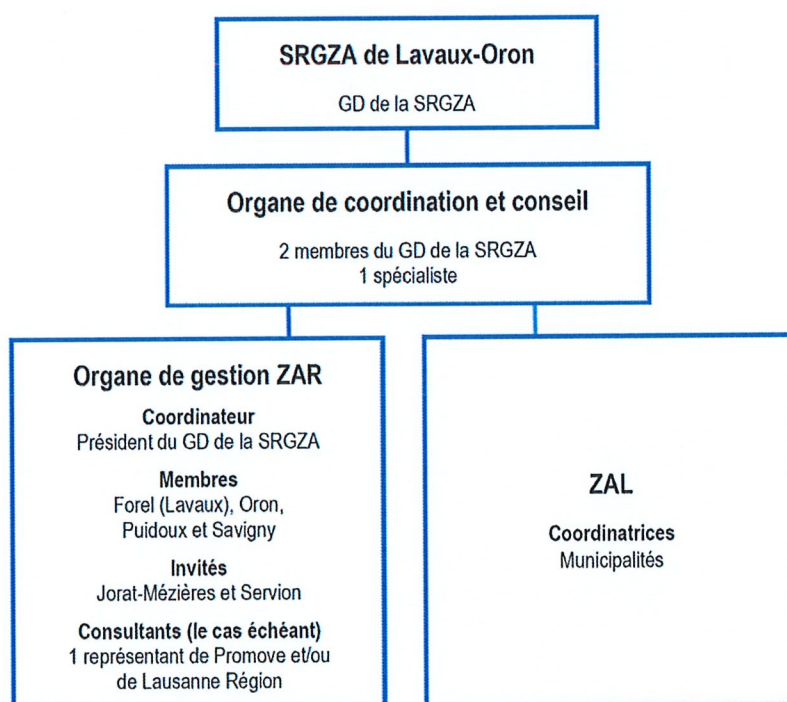 SRGZA de Lavaux-Oron
GD de la SRGZA
Organe de coordination et conseil
2 membres du GD de la SRGZA
1 spécialiste
Organe de gestion ZAR
Coordinateur
Président du GD de la SRGZA
Membres
Forel (Lavaux), Oron,
Puidoux et Savigny
Invités
Jorat-Mézières et Servion
Consultants (le cas échéant)
1 représentant de Promove et/ou
de Lausanne Région
ZAL
Coordinatrices
Municipalités